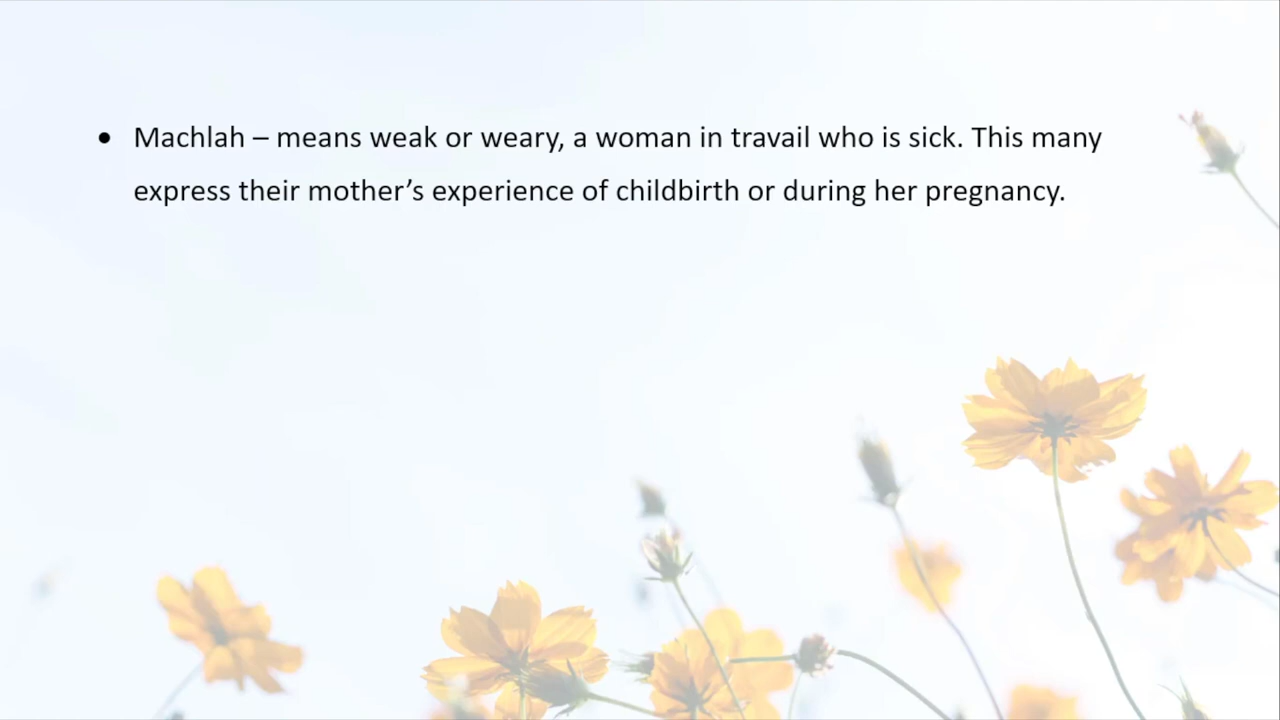 • Machlah – means weak or weary, a woman in travail who is sick. This many
express their mother’s experience of childbirth or during her pregnancy.